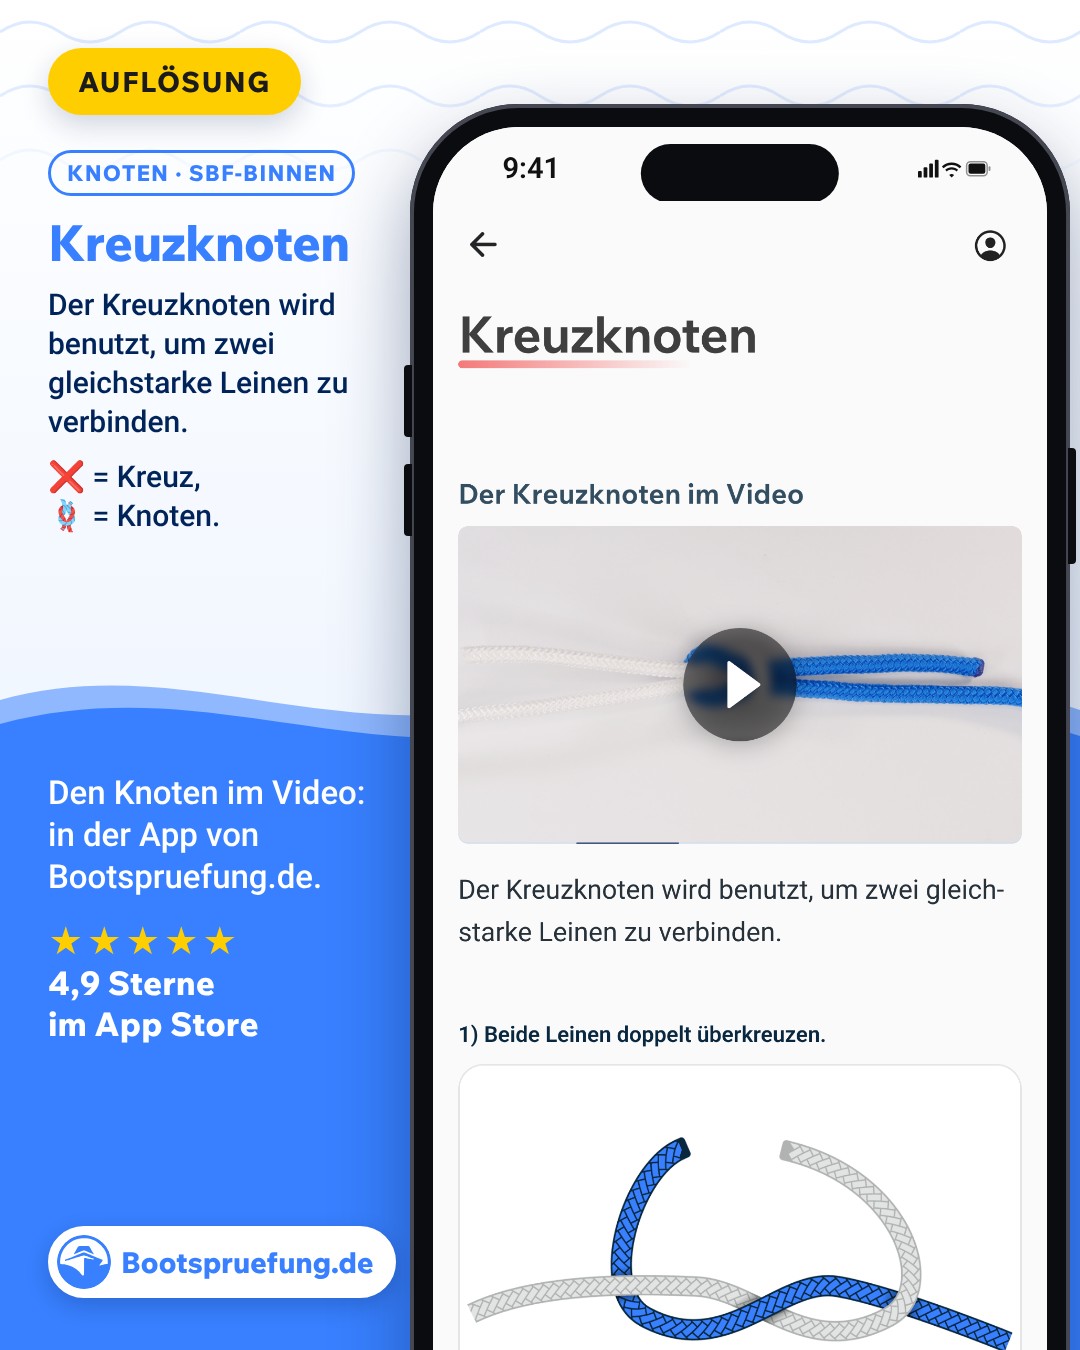 AUFLÖSUNG
KNOTEN · SBF-BINNEN
Kreuzknoten
Der Kreuzknoten wird
benutzt, um zwei
gleichstarke Leinen zu
verbinden.
❌ = Kreuz,
🪢 = Knoten.
Den Knoten im Video:
in der App von
Bootspruefung.de.
★★★★★
4,9 Sterne
im App Store
Bootspruefung.de
9:41
Kreuzknoten
Der Kreuzknoten im Video
Der Kreuzknoten wird benutzt, um zwei gleich-
starke Leinen zu verbinden.
1) Beide Leinen doppelt überkreuzen.